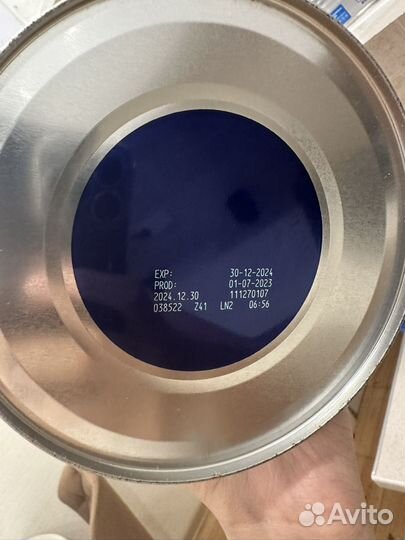 EXP: 30-12-2024
PROD: 01-07-2023
2024.12.30 111270107
038522 Z41 LN2 06:56
Avito